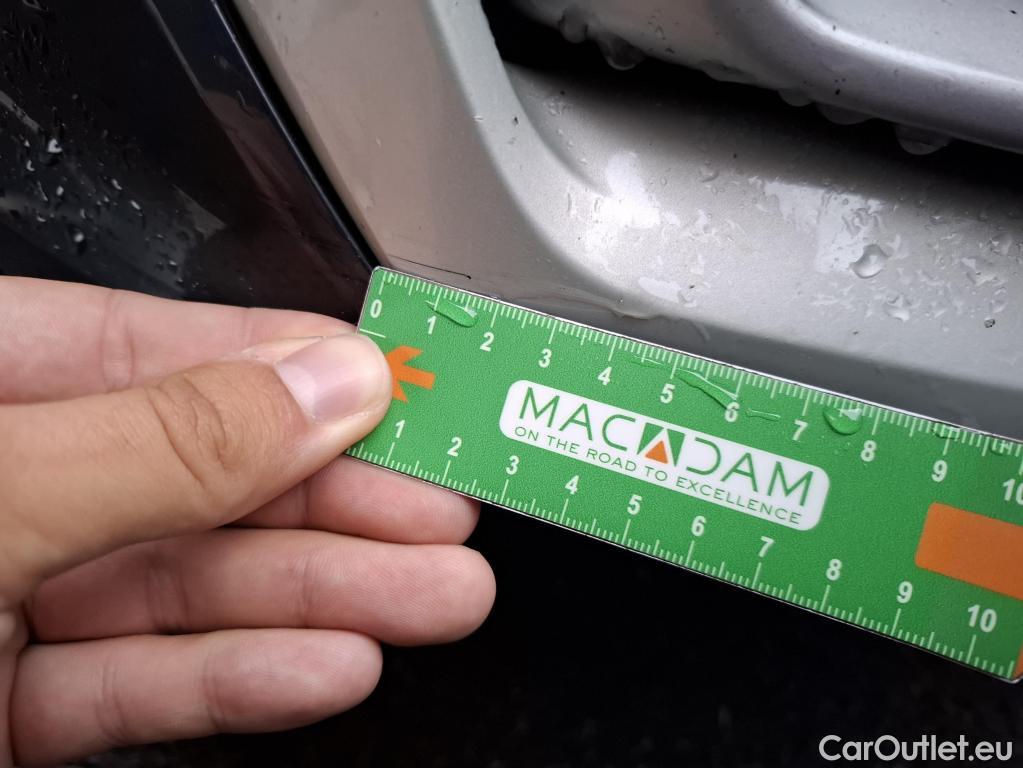 0 1 2 3 4 5 6 7 8 9 10
MACADAM
ON THE ROAD TO EXCELLENCE
1 2 3 4 5 6 7 8 9 10
CarOutlet.eu